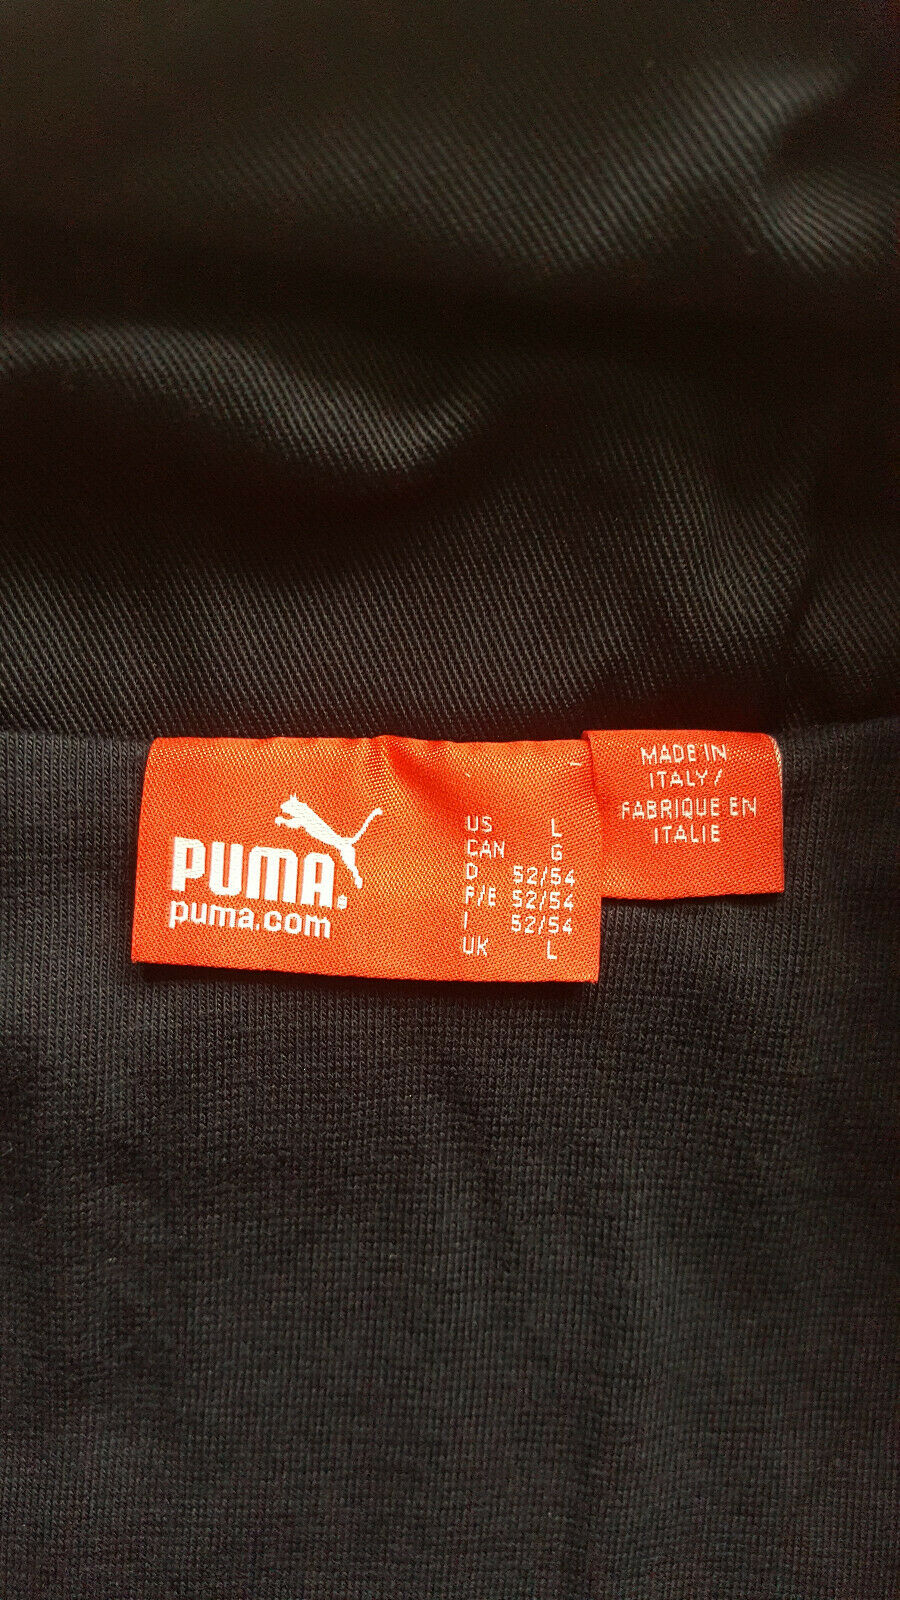 PUMA®
puma.com
US L
CAN G
D 52/54
F/E 52/54
I 52/54
UK L
MADE IN
ITALY /
FABRIQUE EN
ITALIE